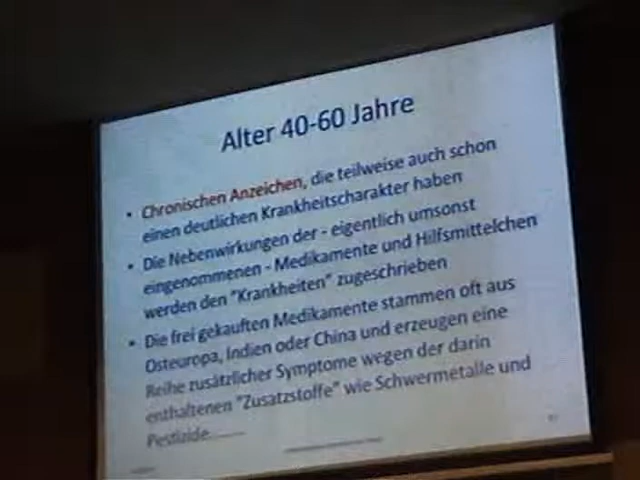 Alter 40-60 Jahre
• Chronischen Anzeichen, die teilweise auch schon
einen deutlichen Krankheitscharakter haben
• Die Nebenwirkungen der - eigentlich umsonst
eingenommenen - Medikamente und Hilfsmittelchen
werden den "Krankheiten" zugeschrieben
• Die frei gekauften Medikamente stammen oft aus
Osteuropa, Indien oder China und erzeugen eine
Reihe zusätzlicher Symptome wegen der darin
enthaltenen "Zusatzstoffe" wie Schwermetalle und
Pestizide